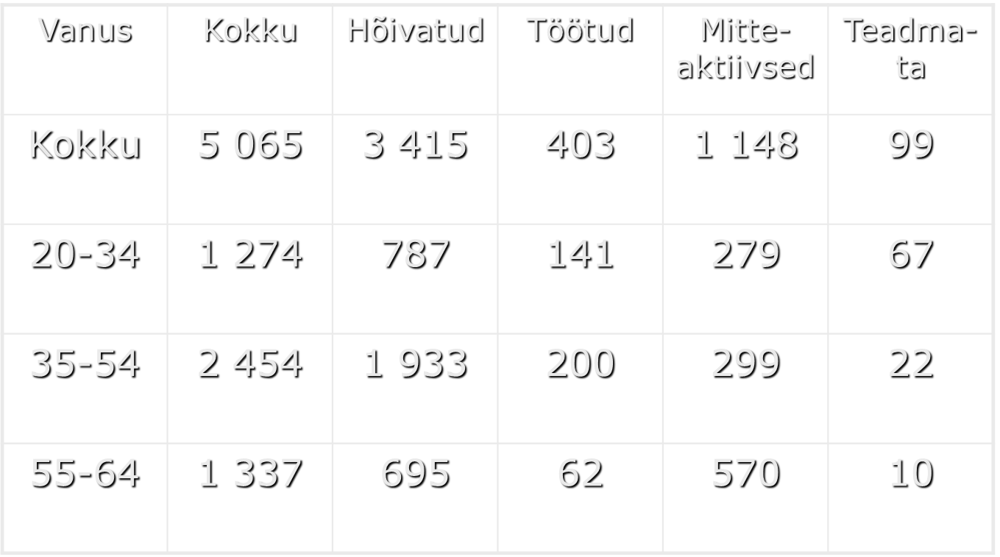 Vanus Kokku Hõivatud Töötud Mitte- Teadma-
aktiivsed ta
Kokku 5 065 3 415 403 1 148 99
20-34 1 274 787 141 279 67
35-54 2 454 1 933 200 299 22
55-64 1 337 695 62 570 10